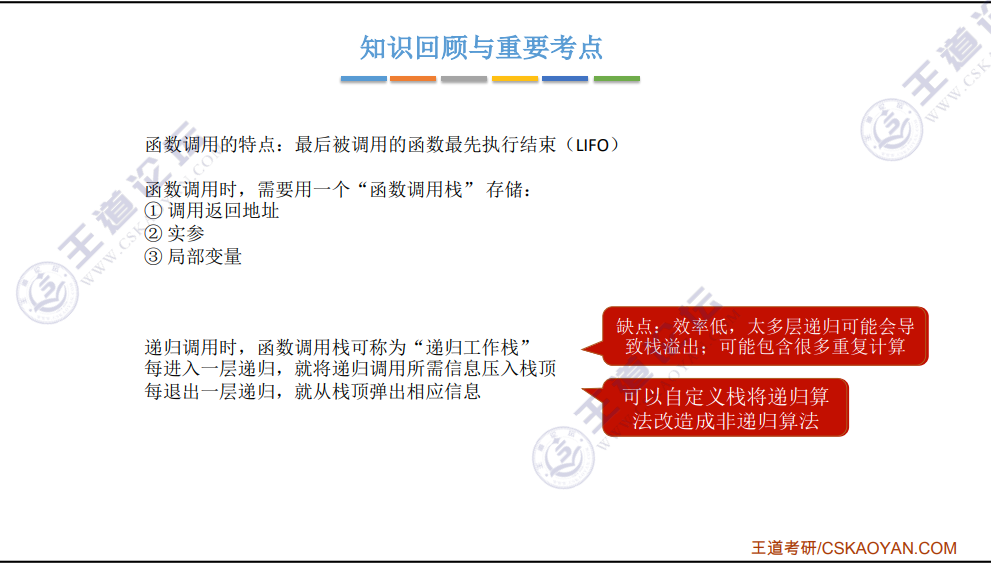 知识回顾与重要考点
函数调用的特点：最后被调用的函数最先执行结束（LIFO）
函数调用时，需要用一个“函数调用栈” 存储：
① 调用返回地址
② 实参
③ 局部变量
缺点：效率低，太多层递归可能会导
致栈溢出；可能包含很多重复计算
递归调用时，函数调用栈可称为“递归工作栈”
每进入一层递归，就将递归调用所需信息压入栈顶
每退出一层递归，就从栈顶弹出相应信息
可以自定义栈将递归算
法改造成非递归算法
王道考研/CSKAOYAN.COM
王道论坛